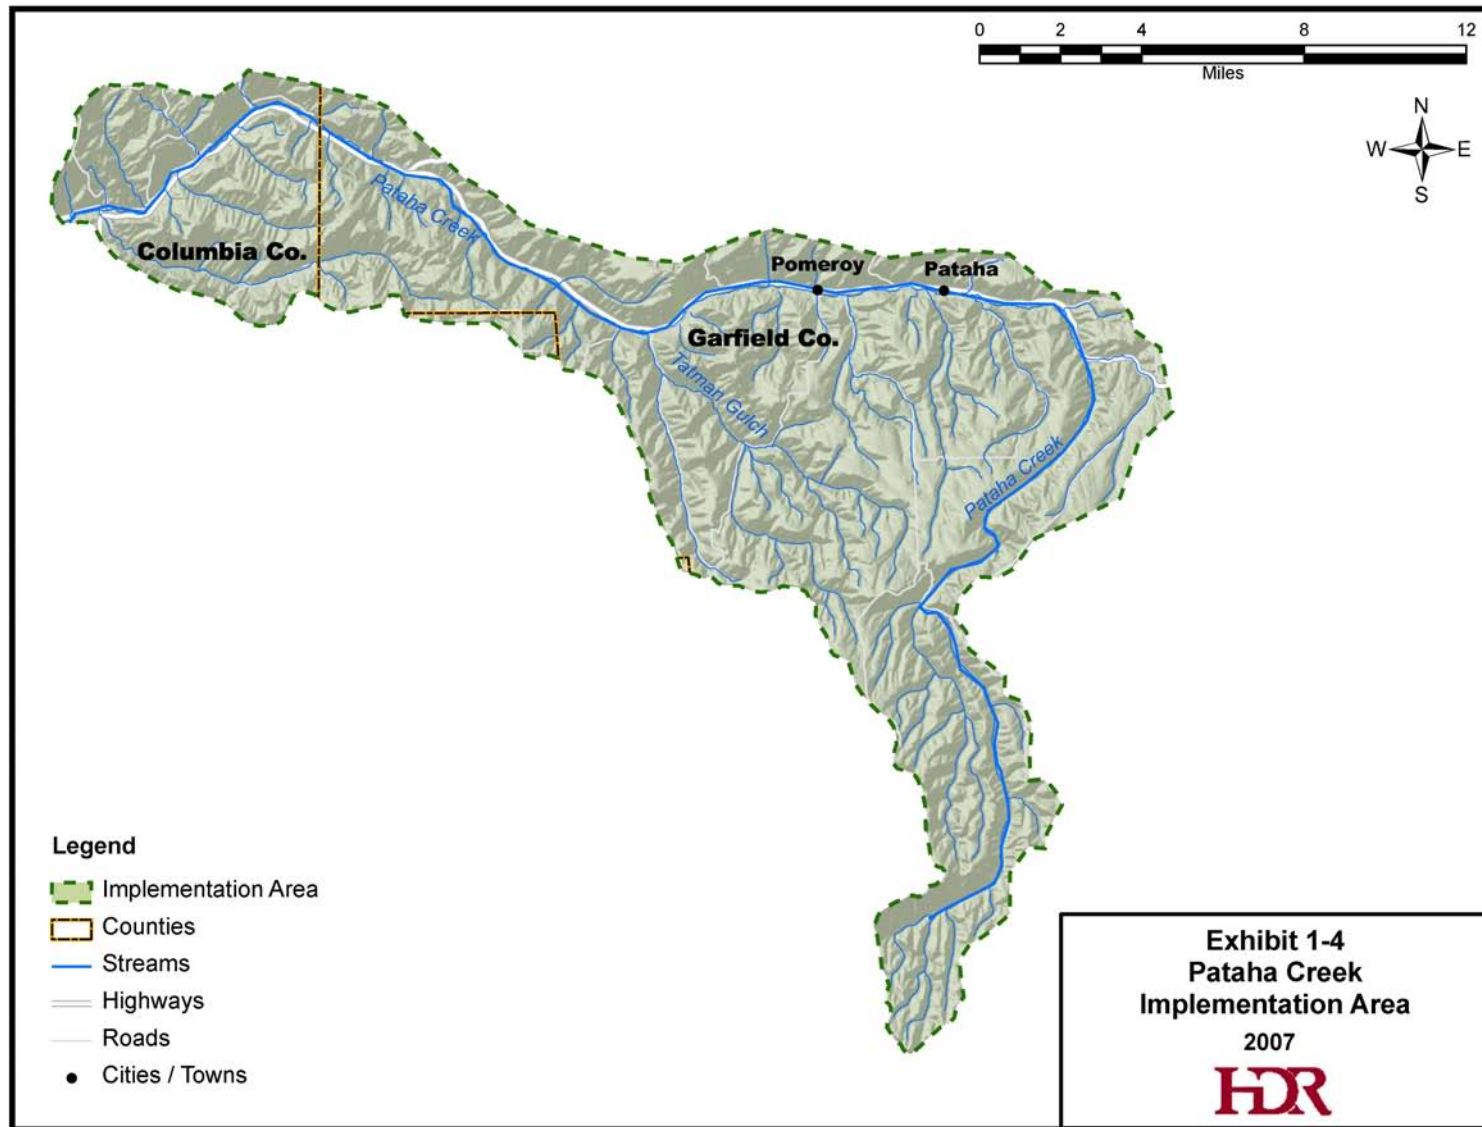 0 2 4 8 12
Miles
N
W E
S
Pataha Creek
Columbia Co.
Pomeroy
Pataha
Garfield Co.
Tatman Gulch
Pataha Creek
Legend
Implementation Area
Counties
Streams
Highways
Roads
Cities / Towns
Exhibit 1-4
Pataha Creek
Implementation Area
2007
HDR